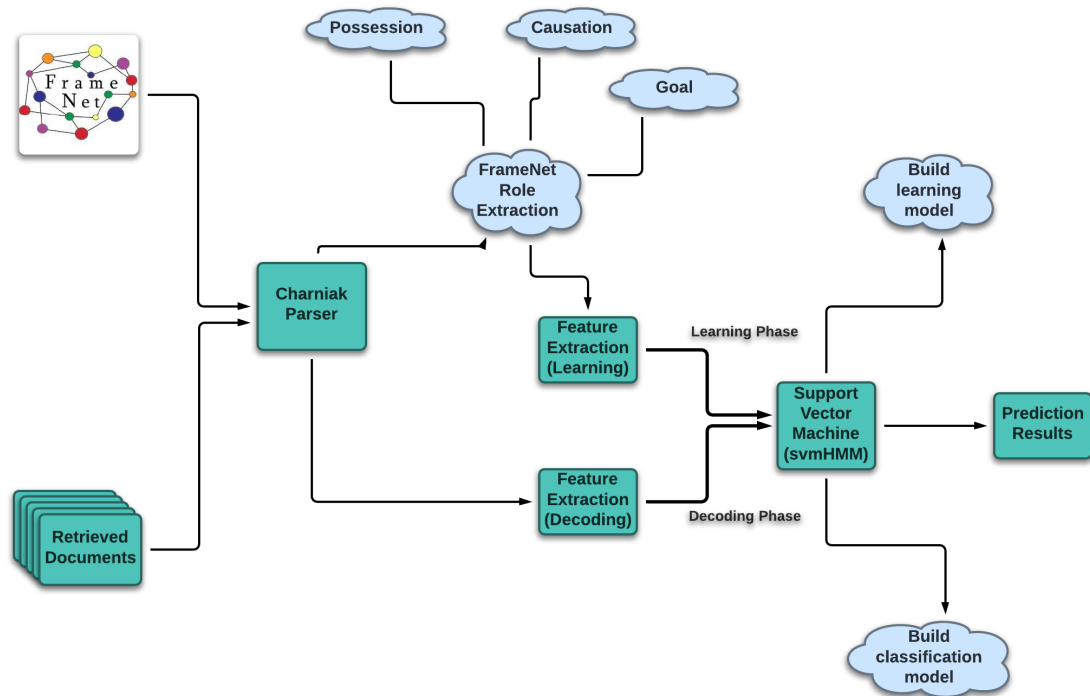 Possession
Causation
Goal
Frame
Net
FrameNet
Role
Extraction
Build
learning
model
Charniak
Parser
Feature
Extraction
(Learning)
Learning Phase
Support
Vector
Machine
(svmHMM)
Prediction
Results
Feature
Extraction
(Decoding)
Decoding Phase
Retrieved
Documents
Build
classification
model